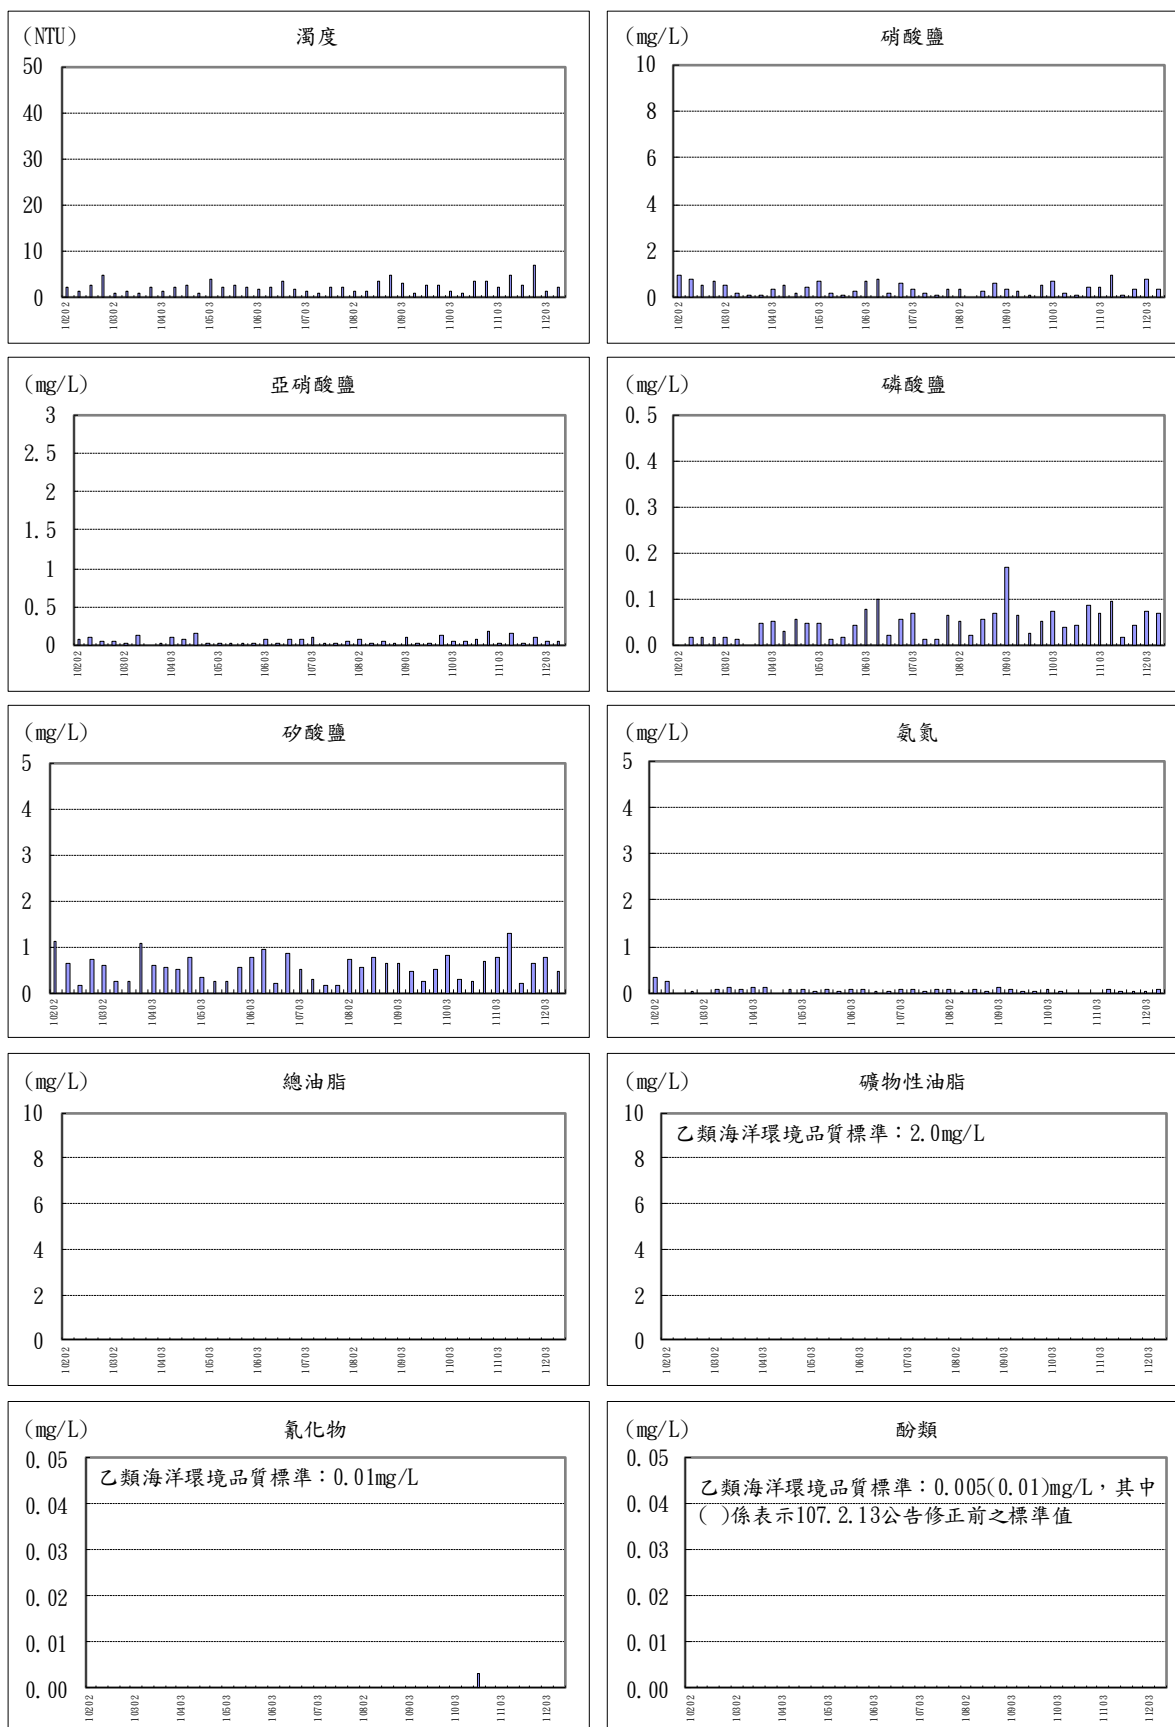 (NTU) 濁度
50
40
30
20
10
0
10202 10302 10403 10503 10603 10703 10802 10903 11003 11103 11203
(mg/L) 硝酸鹽
10
8
6
4
2
0
10202 10302 10403 10503 10603 10703 10802 10903 11003 11103 11203
(mg/L) 亞硝酸鹽
3
2.5
2
1.5
1
0.5
0
10202 10302 10403 10503 10603 10703 10802 10903 11003 11103 11203
(mg/L) 磷酸鹽
0.5
0.4
0.3
0.2
0.1
0.0
10202 10302 10403 10503 10603 10703 10802 10903 11003 11103 11203
(mg/L) 矽酸鹽
5
4
3
2
1
0
10202 10302 10403 10503 10603 10703 10802 10903 11003 11103 11203
(mg/L) 氨氮
5
4
3
2
1
0
10202 10302 10403 10503 10603 10703 10802 10903 11003 11103 11203
(mg/L) 總油脂
10
8
6
4
2
0
10202 10302 10403 10503 10603 10703 10802 10903 11003 11103 11203
(mg/L) 礦物性油脂
10
乙類海洋環境品質標準：2.0mg/L
8
6
4
2
0
10202 10302 10403 10503 10603 10703 10802 10903 11003 11103 11203
(mg/L) 氰化物
0.05
乙類海洋環境品質標準：0.01mg/L
0.04
0.03
0.02
0.01
0.00
10202 10302 10403 10503 10603 10703 10802 10903 11003 11103 11203
(mg/L) 酚類
0.05
乙類海洋環境品質標準：0.005(0.01)mg/L，其中
( )係表示107.2.13公告修正前之標準值
0.04
0.03
0.02
0.01
0.00
10202 10302 10403 10503 10603 10703 10802 10903 11003 11103 11203